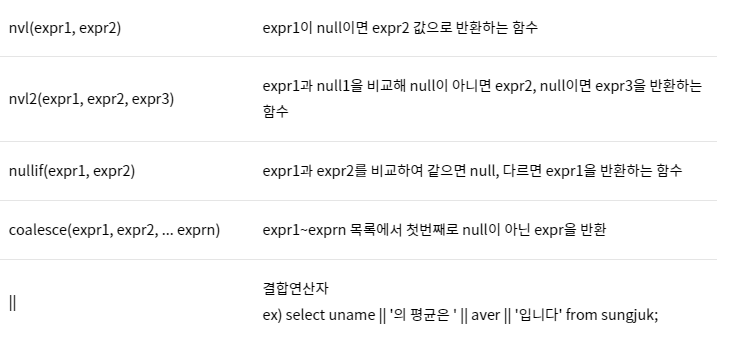 nvl(expr1, expr2)
expr1이 null이면 expr2 값으로 반환하는 함수
nvl2(expr1, expr2, expr3)
expr1과 null1을 비교해 null이 아니면 expr2, null이면 expr3을 반환하는
함수
nullif(expr1, expr2)
expr1과 expr2를 비교하여 같으면 null, 다르면 expr1을 반환하는 함수
coalesce(expr1, expr2, ... exprn)
expr1~exprn 목록에서 첫번째로 null이 아닌 expr을 반환
||
결합연산자
ex) select uname || '의 평균은 ' || aver || '입니다' from sungjuk;